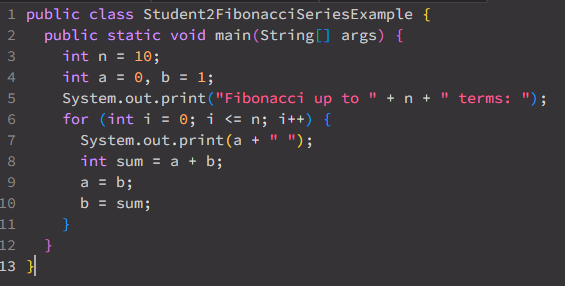 1 public class Student2FibonacciSeriesExample {
2 public static void main(String[] args) {
3 int n = 10;
4 int a = 0, b = 1;
5 System.out.print("Fibonacci up to " + n + " terms: ");
6 for (int i = 0; i <= n; i++) {
7 System.out.print(a + " ");
8 int sum = a + b;
9 a = b;
10 b = sum;
11 }
12 }
13 }